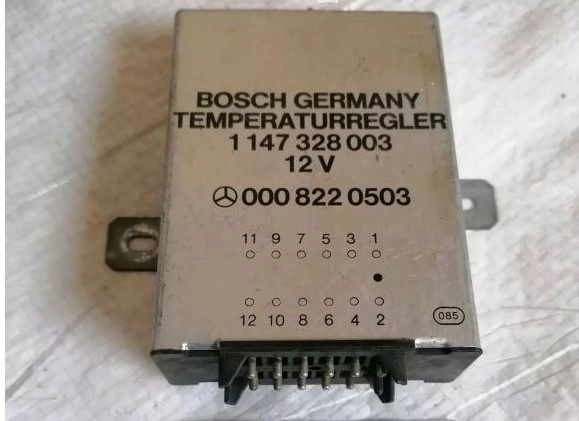 BOSCH GERMANY
TEMPERATURREGLER
1 147 328 003
12 V
000 822 0503
11 9 7 5 3 1
12 10 8 6 4 2
085